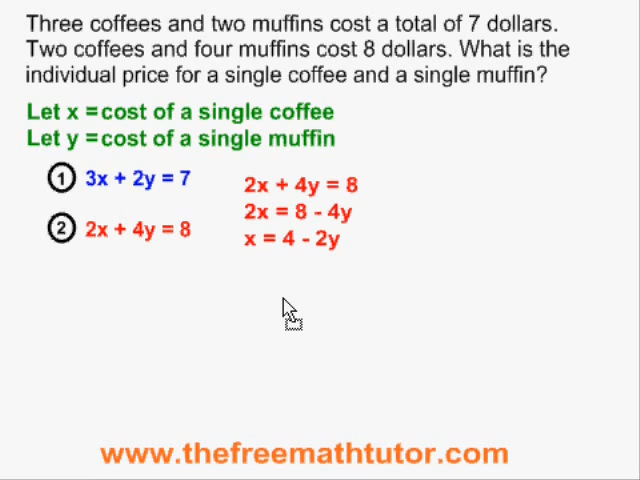 Three coffees and two muffins cost a total of 7 dollars.
Two coffees and four muffins cost 8 dollars. What is the
individual price for a single coffee and a single muffin?
Let x =cost of a single coffee
Let y =cost of a single muffin
1 3x + 2y = 7
2 2x + 4y = 8
2x + 4y = 8
2x = 8 - 4y
x = 4 - 2y
www.thefreemathtutor.com